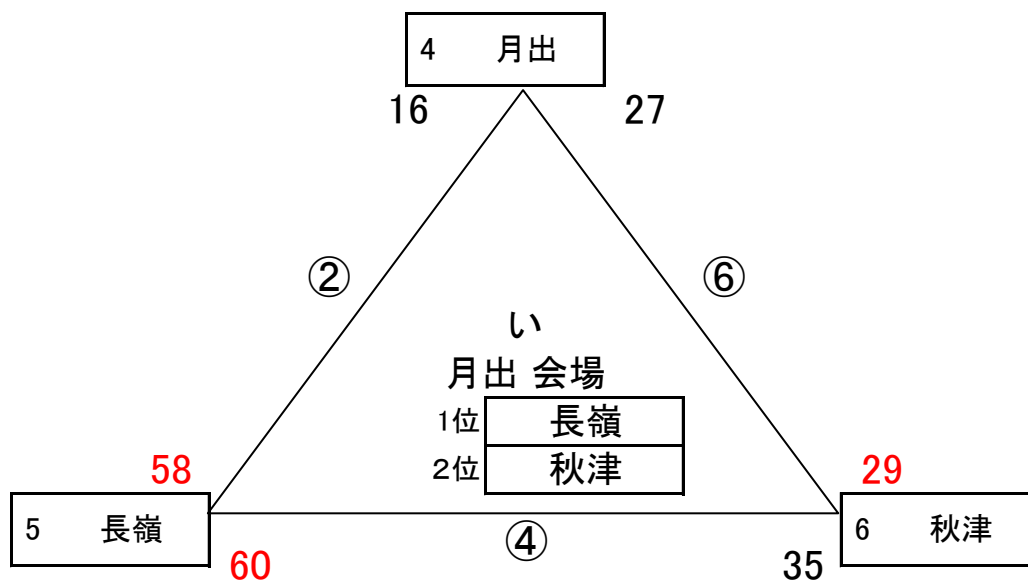 4 月出
16 27
② ⑥
い
月出 会場
1位 長嶺
2位 秋津
58 29
5 長嶺 6 秋津
60 ④ 35